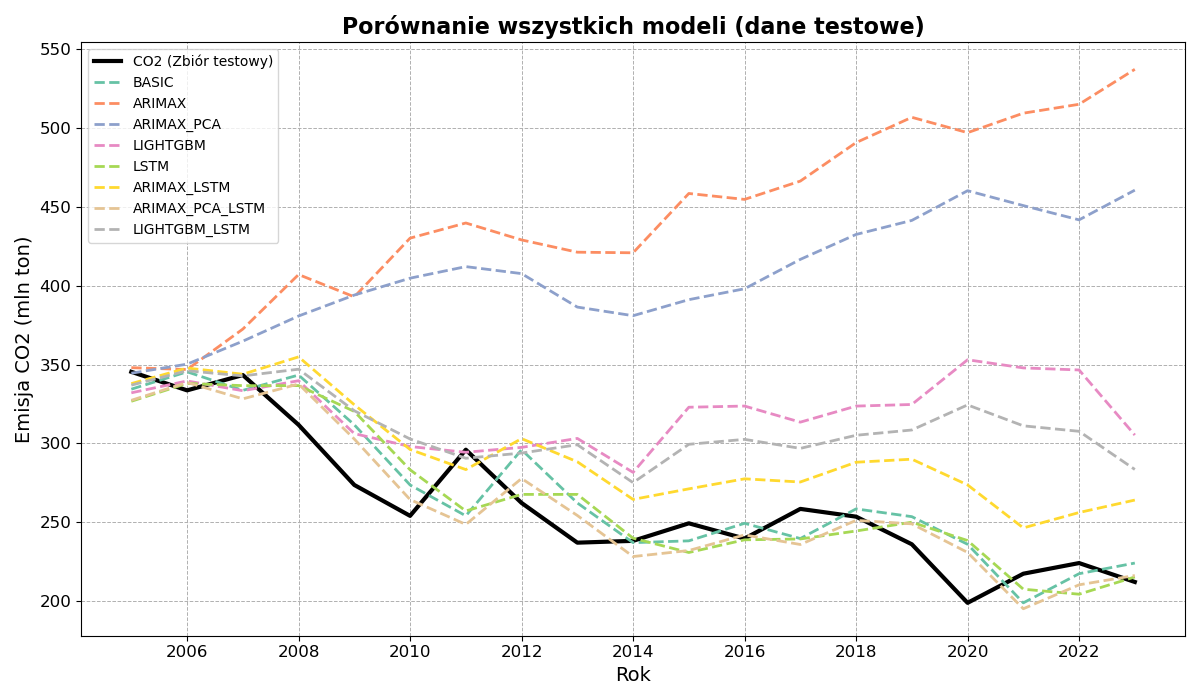 Porównanie wszystkich modeli (dane testowe)
Emisja CO2 (mln ton)
550
500
450
400
350
300
250
200
CO2 (Zbiór testowy)
BASIC
ARIMAX
ARIMAX_PCA
LIGHTGBM
LSTM
ARIMAX_LSTM
ARIMAX_PCA_LSTM
LIGHTGBM_LSTM
2006 2008 2010 2012 2014 2016 2018 2020 2022
Rok